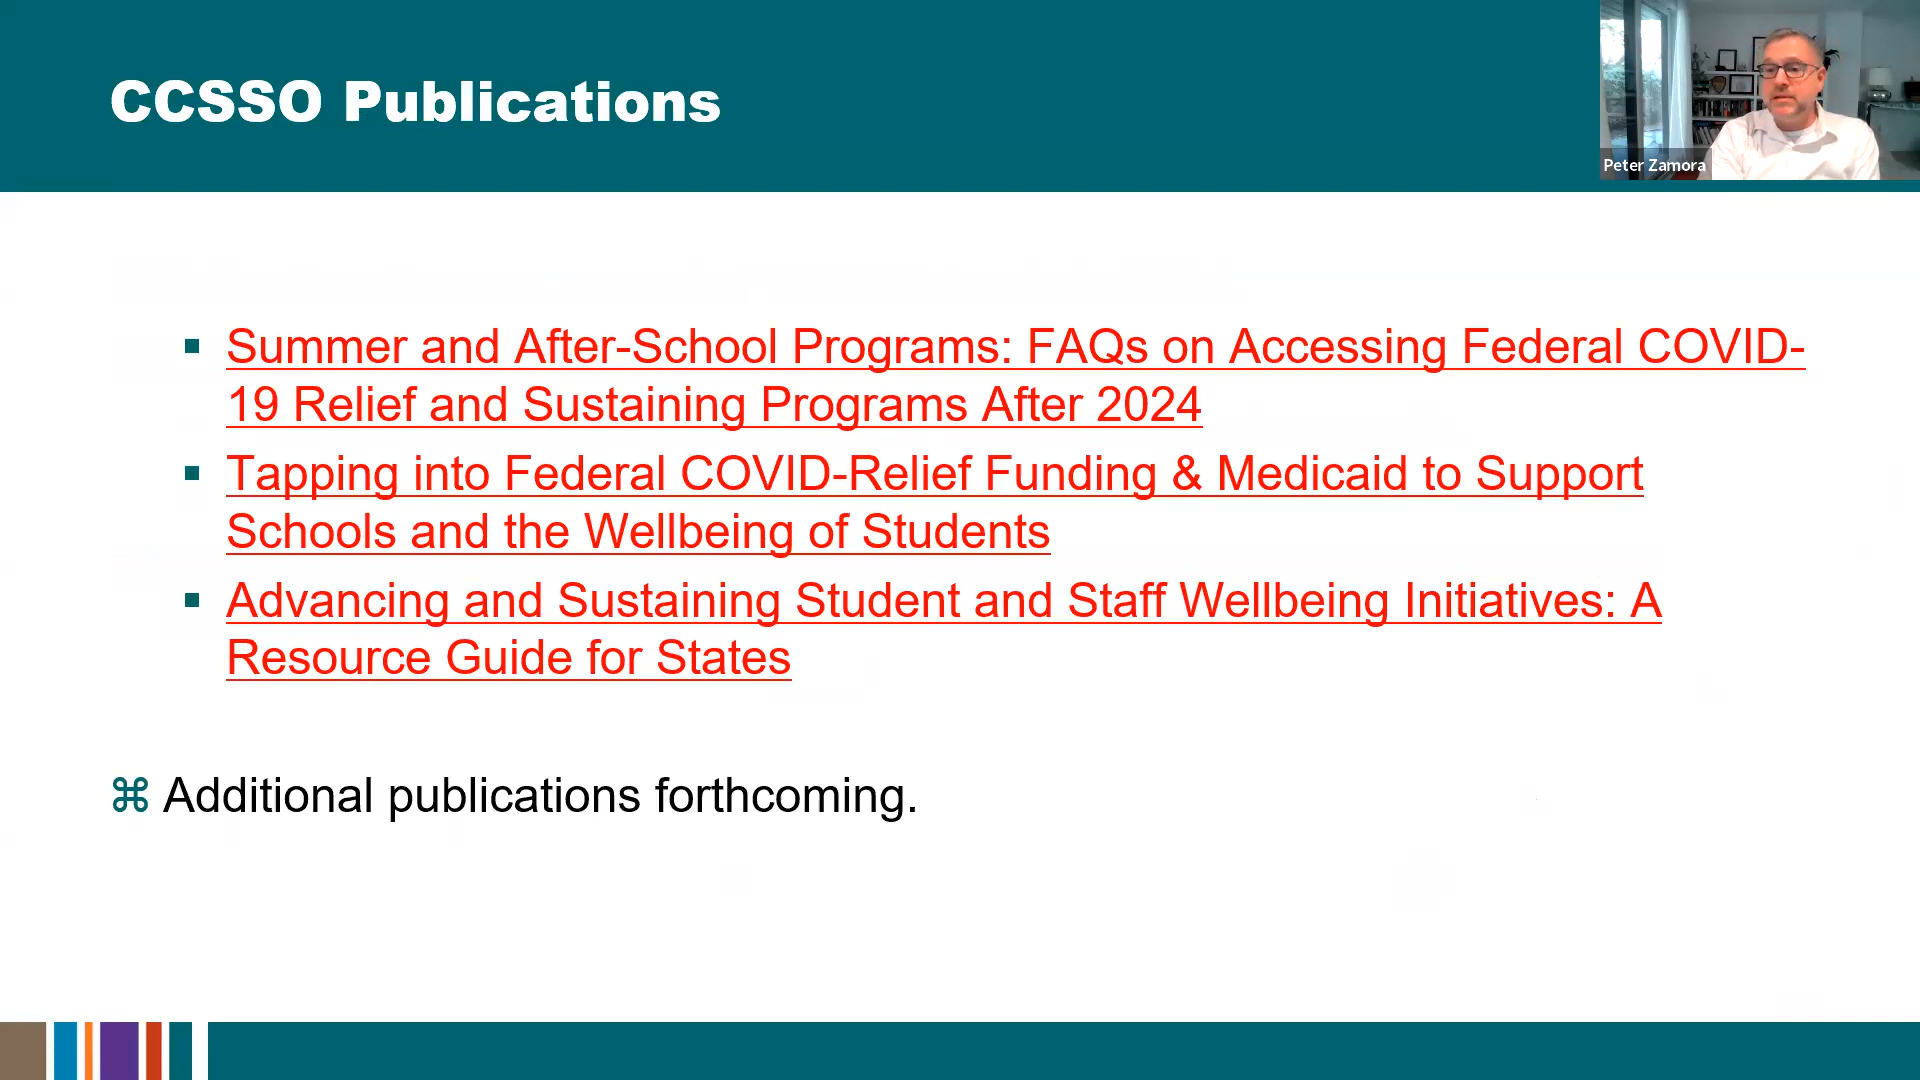 CCSSO Publications
Peter Zamora
▪ Summer and After-School Programs: FAQs on Accessing Federal COVID-
19 Relief and Sustaining Programs After 2024
▪ Tapping into Federal COVID-Relief Funding & Medicaid to Support
Schools and the Wellbeing of Students
▪ Advancing and Sustaining Student and Staff Wellbeing Initiatives: A
Resource Guide for States
⌘ Additional publications forthcoming.